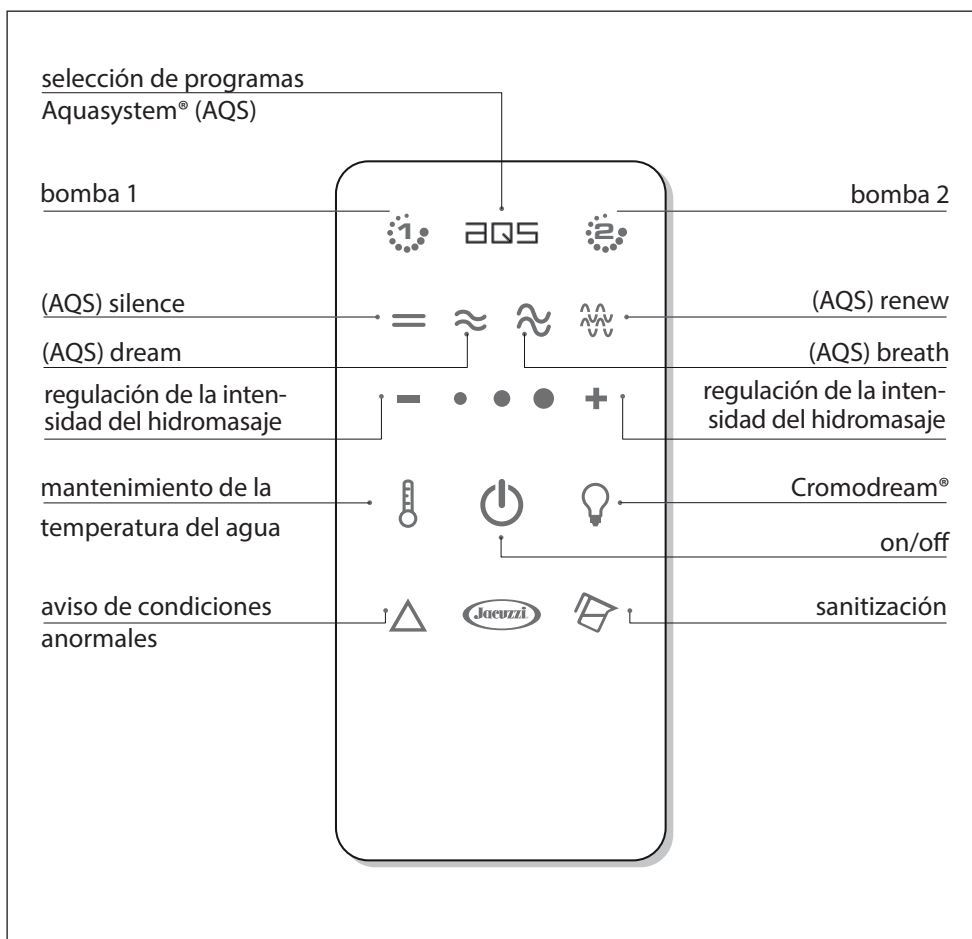 selección de programas
Aquasystem® (AQS)
bomba 1
bomba 2
1 aqs 2
(AQS) silence
(AQS) renew
(AQS) dream
(AQS) breath
regulación de la inten-
sidad del hidromasaje
regulación de la inten-
sidad del hidromasaje
mantenimiento de la
temperatura del agua
Cromodream®
on/off
aviso de condiciones
anormales
Jacuzzi
sanitización